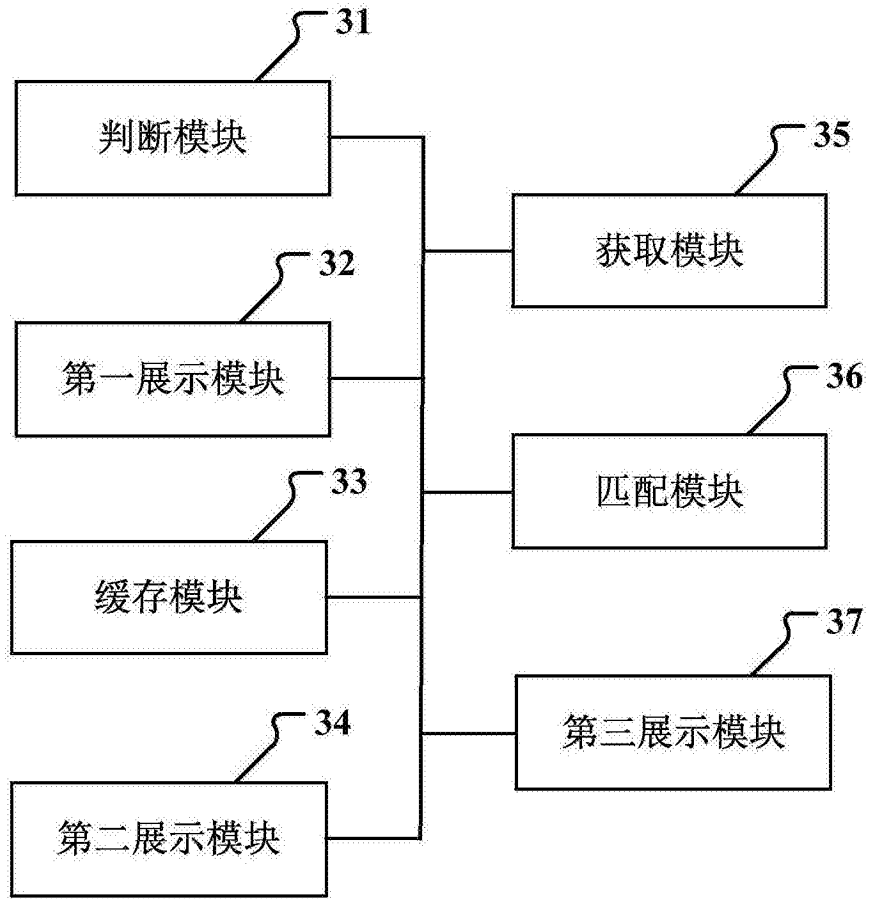 31
判断模块
35
获取模块
32
第一展示模块
36
匹配模块
33
缓存模块
37
第三展示模块
34
第二展示模块